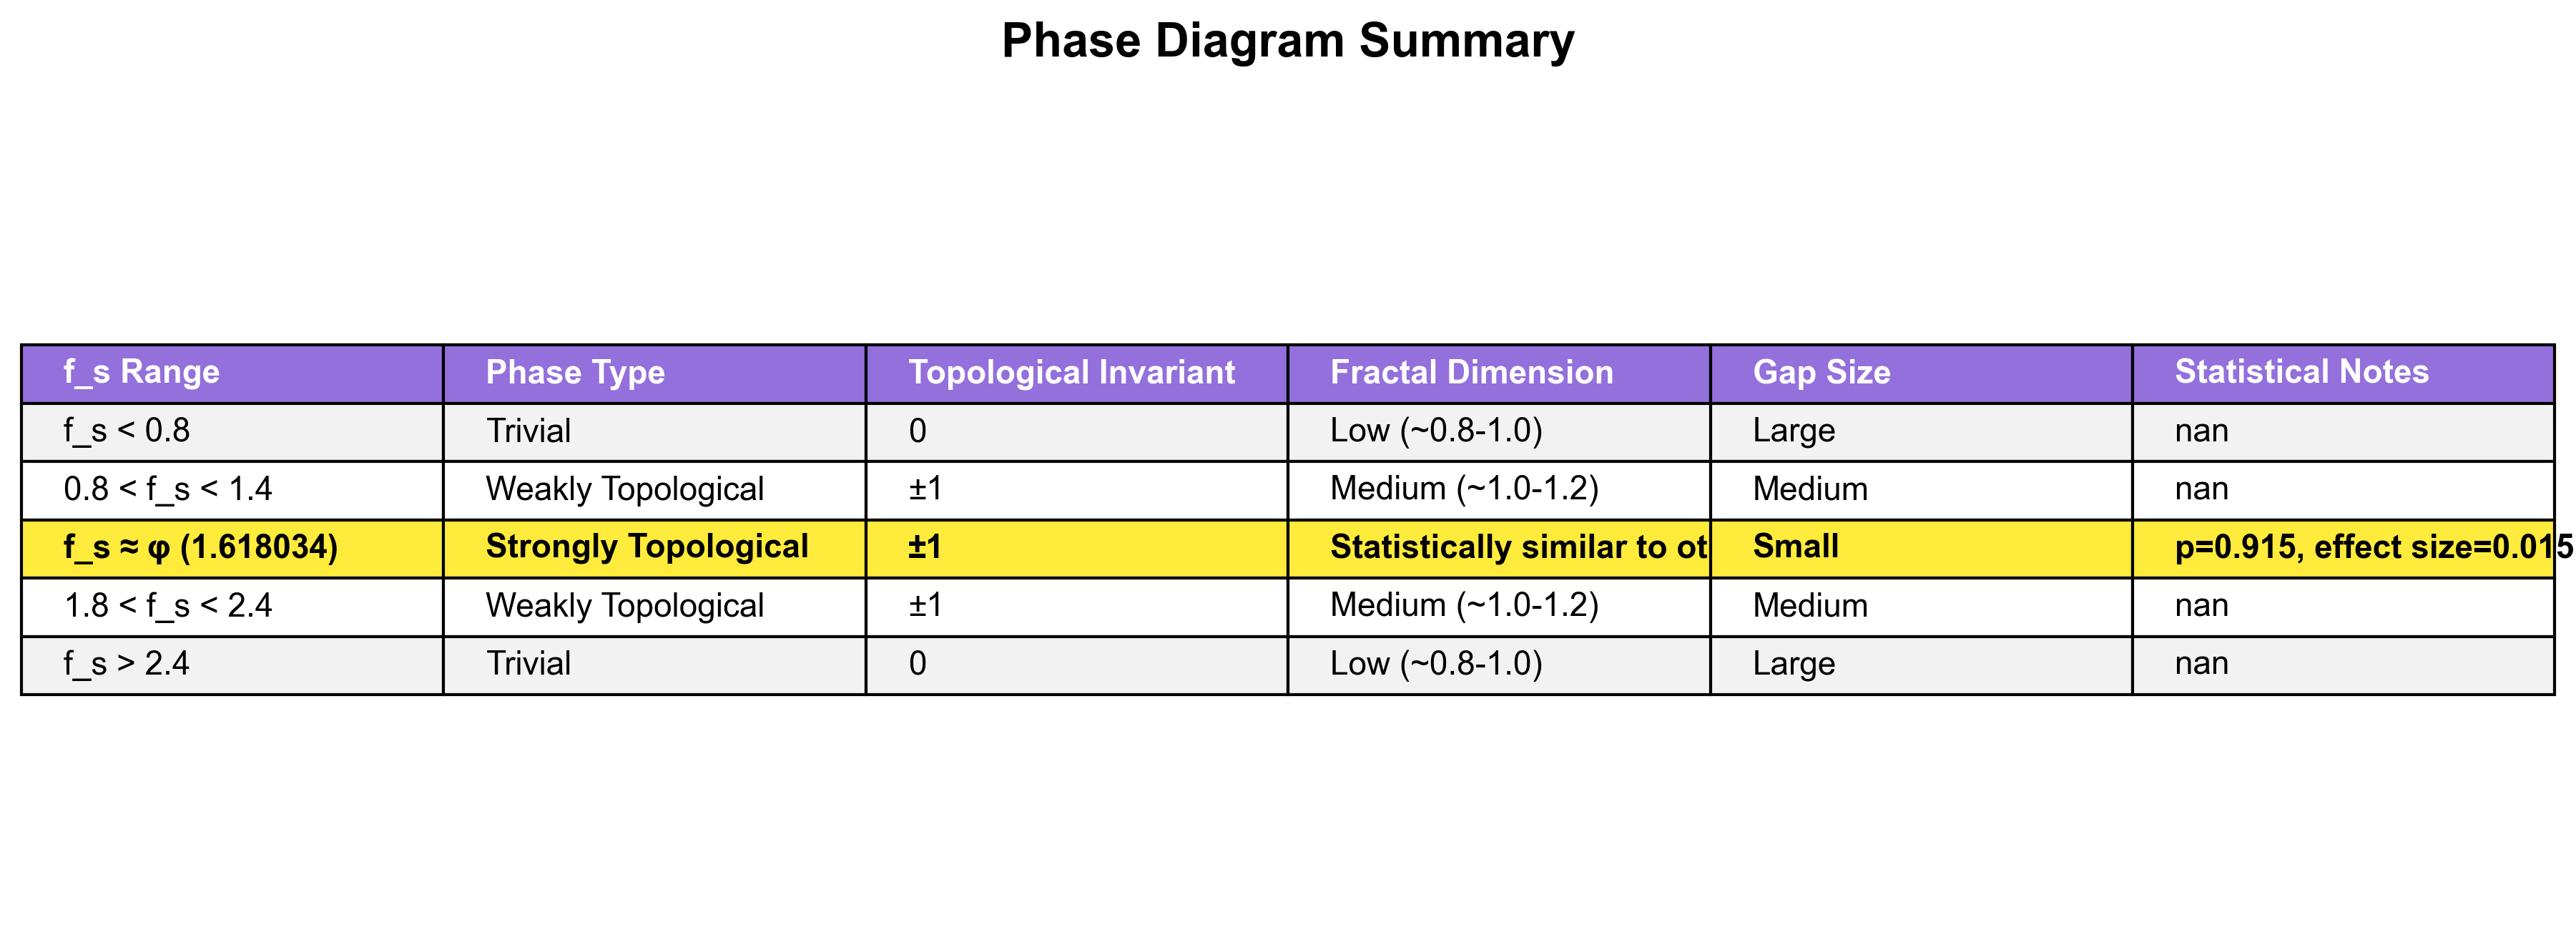 Phase Diagram Summary
f_s Range Phase Type Topological Invariant Fractal Dimension Gap Size Statistical Notes
f_s < 0.8 Trivial 0 Low (~0.8-1.0) Large nan
0.8 < f_s < 1.4 Weakly Topological ±1 Medium (~1.0-1.2) Medium nan
f_s ≈ φ (1.618034) Strongly Topological ±1 Statistically similar to ot Small p=0.915, effect size=0.015
1.8 < f_s < 2.4 Weakly Topological ±1 Medium (~1.0-1.2) Medium nan
f_s > 2.4 Trivial 0 Low (~0.8-1.0) Large nan